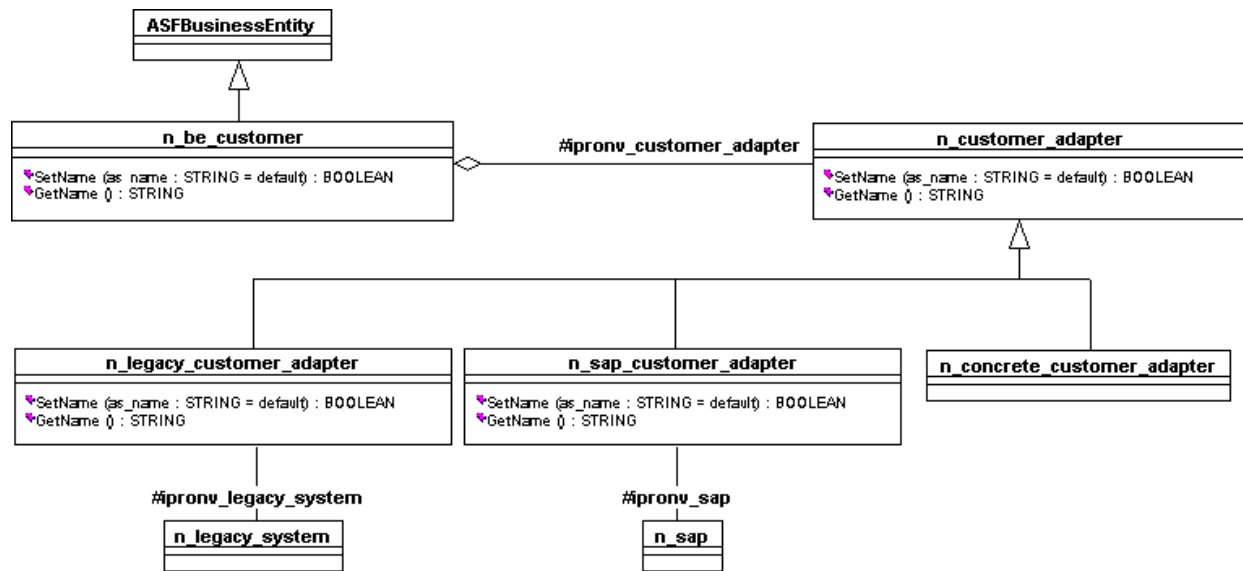 ASFBusinessEntity
n_be_customer
SetName (as_name : STRING = default) : BOOLEAN
GetName () : STRING
#ipronv_customer_adapter
n_customer_adapter
SetName (as_name : STRING = default) : BOOLEAN
GetName () : STRING
n_legacy_customer_adapter
SetName (as_name : STRING = default) : BOOLEAN
GetName () : STRING
n_sap_customer_adapter
SetName (as_name : STRING = default) : BOOLEAN
GetName () : STRING
n_concrete_customer_adapter
#ipronv_legacy_system
n_legacy_system
#ipronv_sap
n_sap